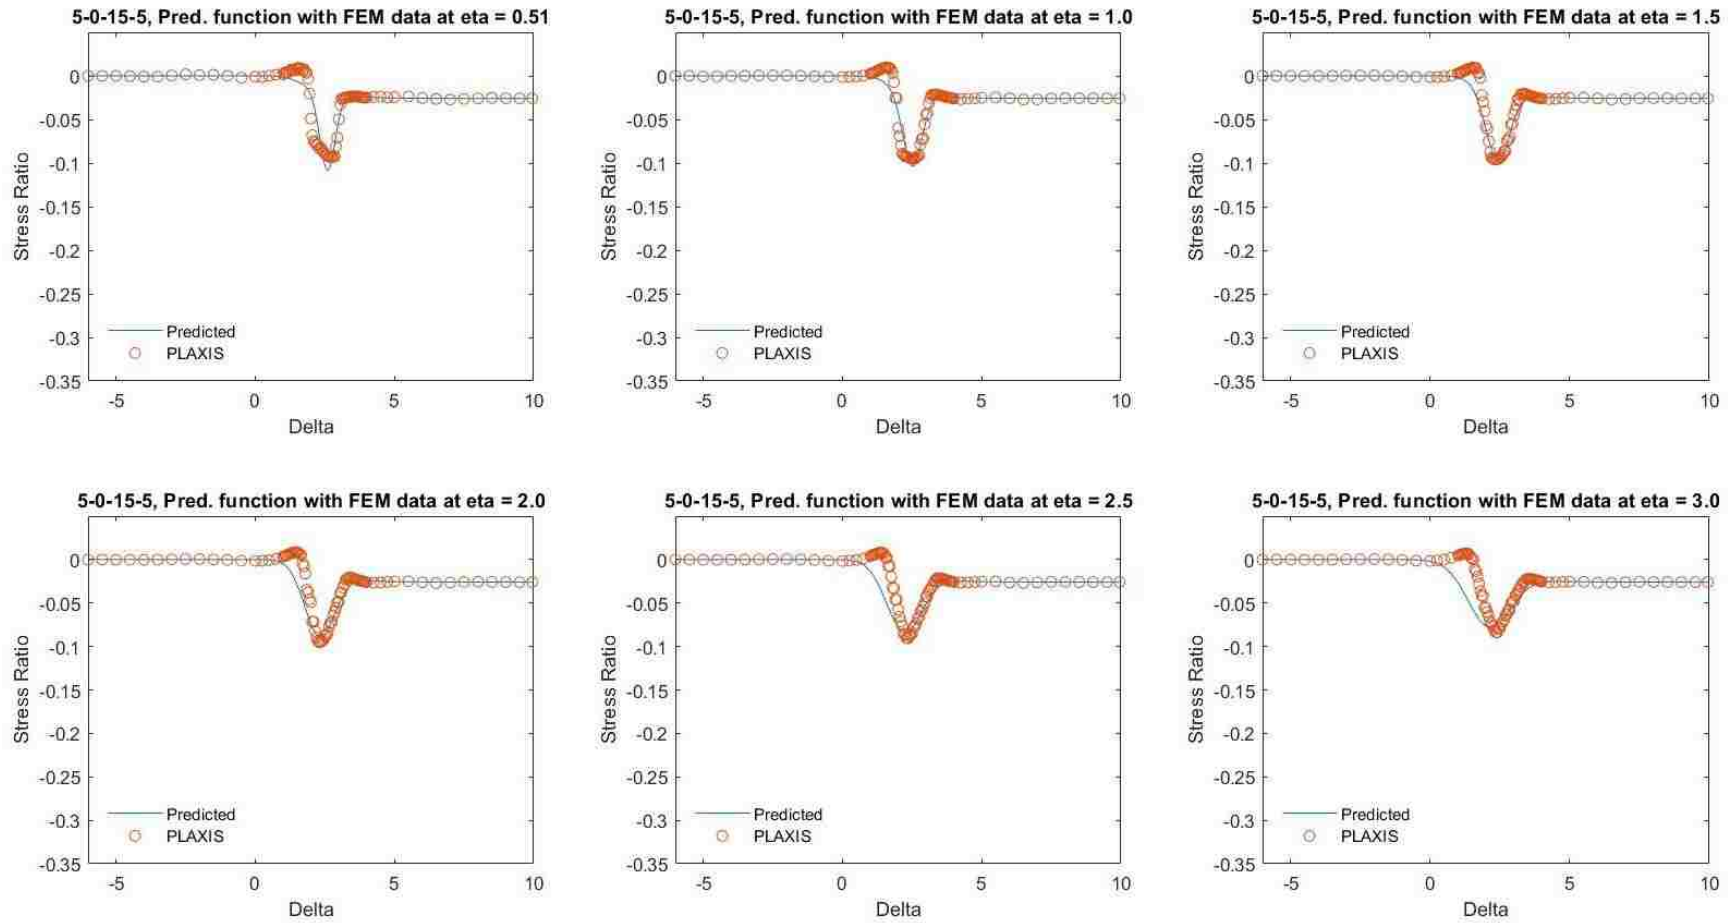 5-0-15-5, Pred. function with FEM data at eta = 0.51
0
-0.05
-0.1
-0.15
-0.2
-0.25
-0.3
-0.35
Stress Ratio
Predicted
PLAXIS
-5 0 5 10
Delta
5-0-15-5, Pred. function with FEM data at eta = 1.0
0
-0.05
-0.1
-0.15
-0.2
-0.25
-0.3
-0.35
Stress Ratio
Predicted
PLAXIS
-5 0 5 10
Delta
5-0-15-5, Pred. function with FEM data at eta = 1.5
0
-0.05
-0.1
-0.15
-0.2
-0.25
-0.3
-0.35
Stress Ratio
Predicted
PLAXIS
-5 0 5 10
Delta
5-0-15-5, Pred. function with FEM data at eta = 2.0
0
-0.05
-0.1
-0.15
-0.2
-0.25
-0.3
-0.35
Stress Ratio
Predicted
PLAXIS
-5 0 5 10
Delta
5-0-15-5, Pred. function with FEM data at eta = 2.5
0
-0.05
-0.1
-0.15
-0.2
-0.25
-0.3
-0.35
Stress Ratio
Predicted
PLAXIS
-5 0 5 10
Delta
5-0-15-5, Pred. function with FEM data at eta = 3.0
0
-0.05
-0.1
-0.15
-0.2
-0.25
-0.3
-0.35
Stress Ratio
Predicted
PLAXIS
-5 0 5 10
Delta